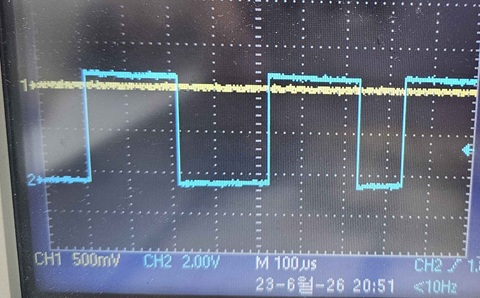 1
2
CH1 500mV CH2 2.00V M 100µs CH2
23-6월-26 20:51 <10Hz